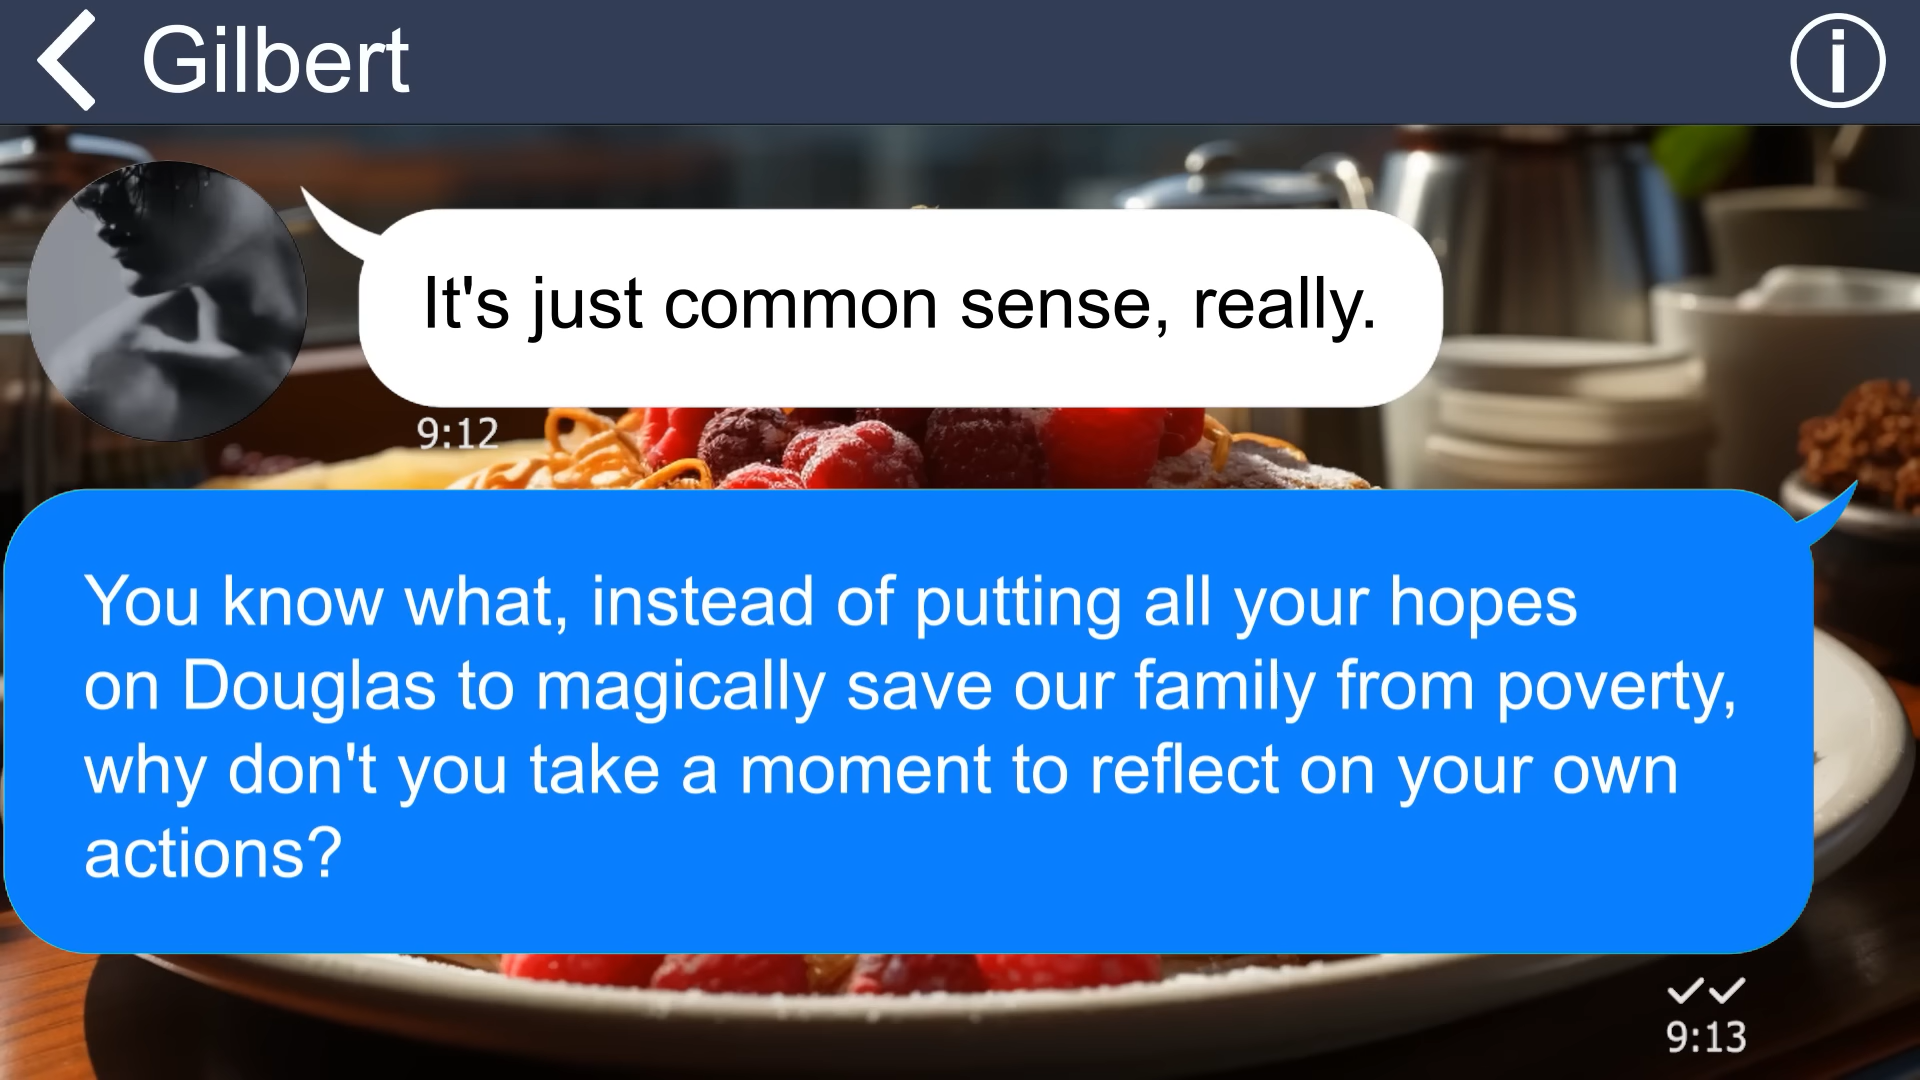 Gilbert
It's just common sense, really.
9:12
You know what, instead of putting all your hopes
on Douglas to magically save our family from poverty,
why don't you take a moment to reflect on your own
actions?
9:13